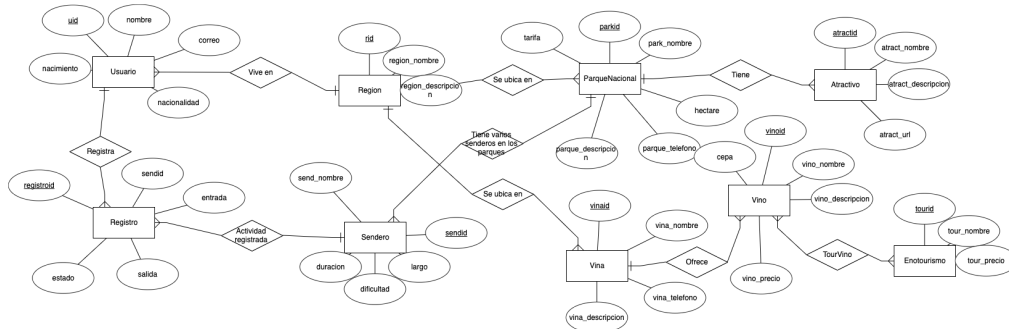 uid
nombre
correo
nacimiento
Usuario
nacionalidad
Vive en
rid
region_nombre
Region
region_descripcio
n
Se ubica en
tarifa
parkid
park_nombre
ParqueNacional
hectare
parque_descripcio
n
parque_telefono
Tiene
atractid
atract_nombre
Atractivo
atract_descripcion
atract_url
Registra
registroid
sendid
entrada
Registro
estado
salida
Actividad
registrada
send_nombre
Tiene varios
senderos en los
parques
Sendero
sendid
duracion
largo
dificultad
Se ubica en
vinaid
vina_nombre
Vina
vina_telefono
vina_descripcion
Ofrece
cepa
vinoid
vino_nombre
Vino
vino_descripcion
vino_precio
TourVino
tourid
tour_nombre
Enoturismo
tour_precio